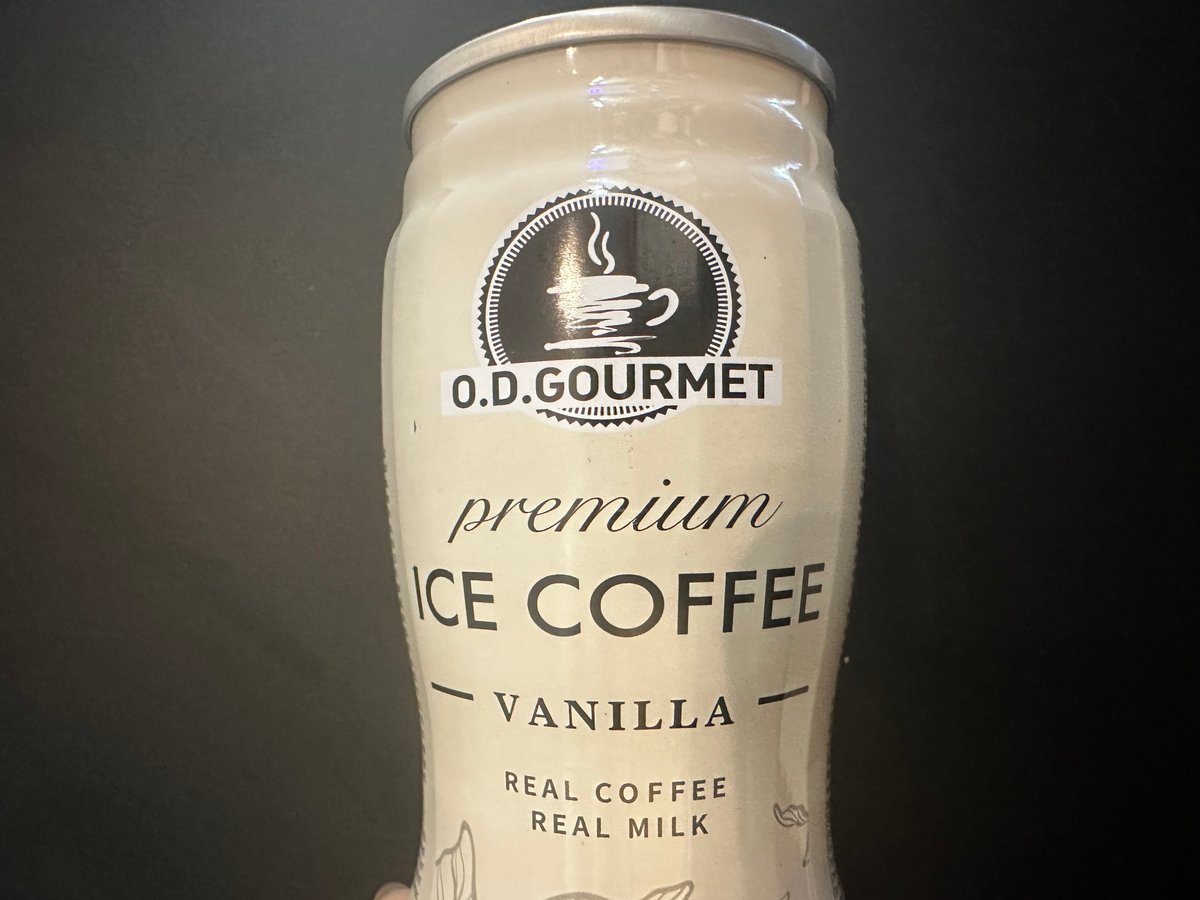 O.D.GOURMET
premium
ICE COFFEE
VANILLA
REAL COFFEE
REAL MILK